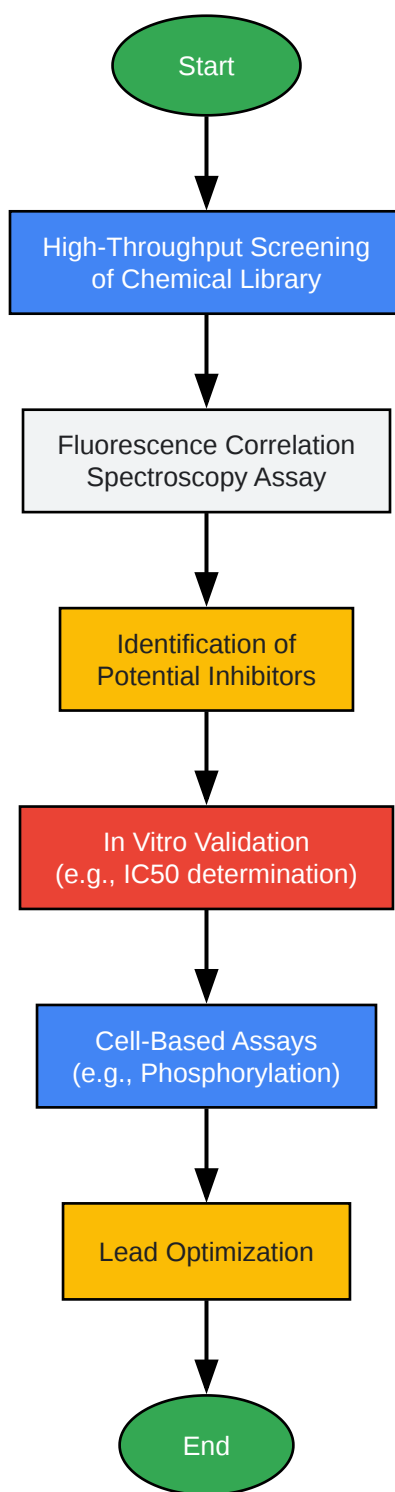 Start
High-Throughput Screening
of Chemical Library
Fluorescence Correlation
Spectroscopy Assay
Identification of
Potential Inhibitors
In Vitro Validation
(e.g., IC50 determination)
Cell-Based Assays
(e.g., Phosphorylation)
Lead Optimization
End